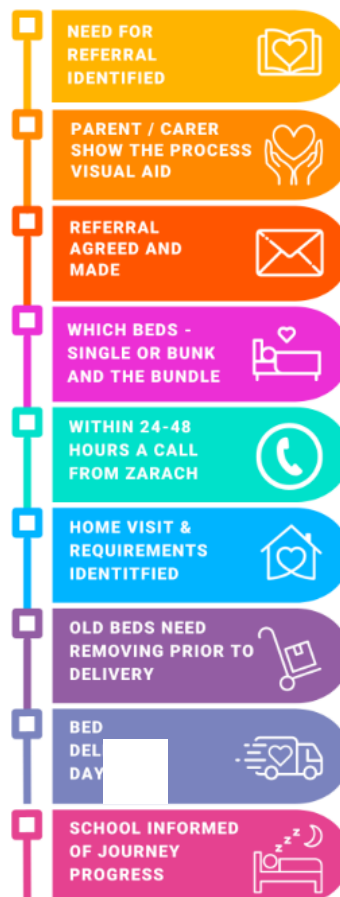 NEED FOR
REFERRAL
IDENTIFIED
PARENT / CARER
SHOW THE PROCESS
VISUAL AID
REFERRAL
AGREED AND
MADE
WHICH BEDS -
SINGLE OR BUNK
AND THE BUNDLE
WITHIN 24-48
HOURS A CALL
FROM ZARACH
HOME VISIT &
REQUIREMENTS
IDENTITFIED
OLD BEDS NEED
REMOVING PRIOR TO
DELIVERY
BED
DAY
SCHOOL INFORMED
OF JOURNEY
PROGRESS
zzz